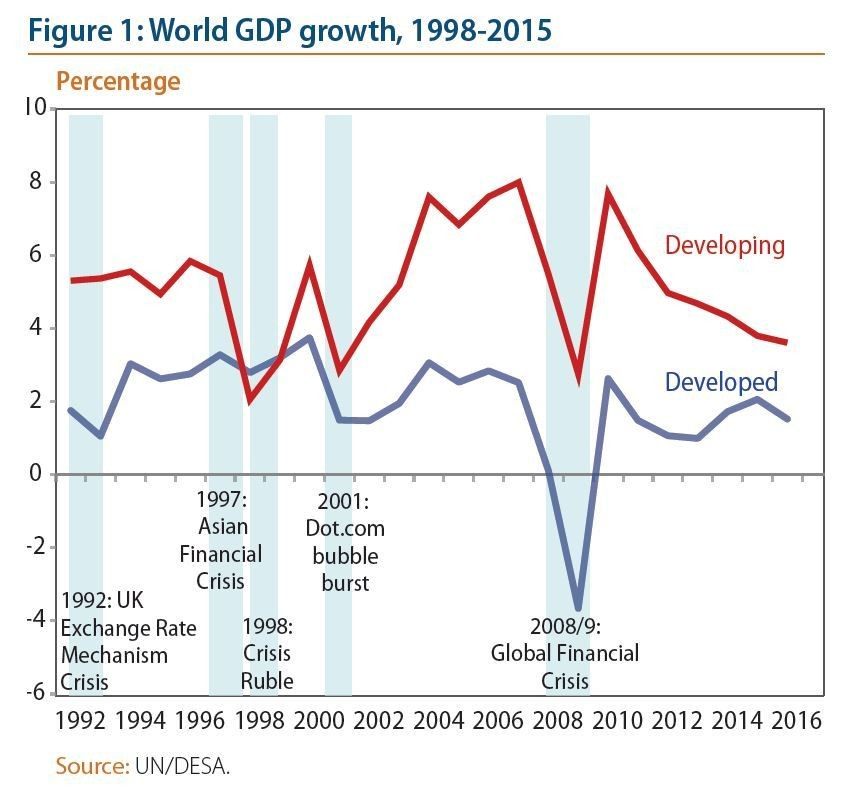 Figure 1: World GDP growth, 1998-2015
Percentage
10
8
6
4
2
0
-2
-4
-6
Developing
Developed
1997:
Asian
Financial
Crisis
2001:
Dot.com
bubble
burst
1992: UK
Exchange Rate
Mechanism
Crisis
1998:
Crisis
Ruble
2008/9:
Global Financial
Crisis
1992 1994 1996 1998 2000 2002 2004 2006 2008 2010 2012 2014 2016
Source: UN/DESA.